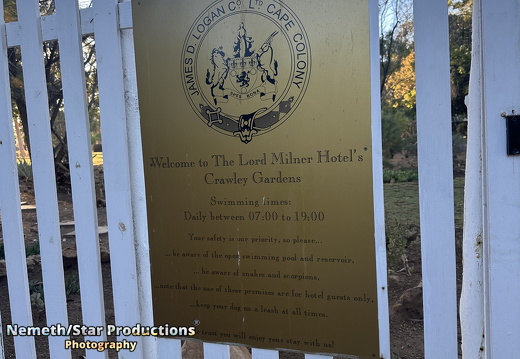 JAMES D. LOGAN Co LTD CAPE COLONY
Welcome to The Lord Milner Hotel's
Crawley Gardens
Swimming Times:
Daily between 07:00 to 19:00
Your safety is our priority, so please...
...be aware of the open swimming pool and reservoir,
...be aware of snakes and scorpions,
...note that the use of these premises are for hotel guests only,
...keep your dog on a leash at all times.
trust you will enjoy your stay with us!
Nemeth/Star Productions
Photography